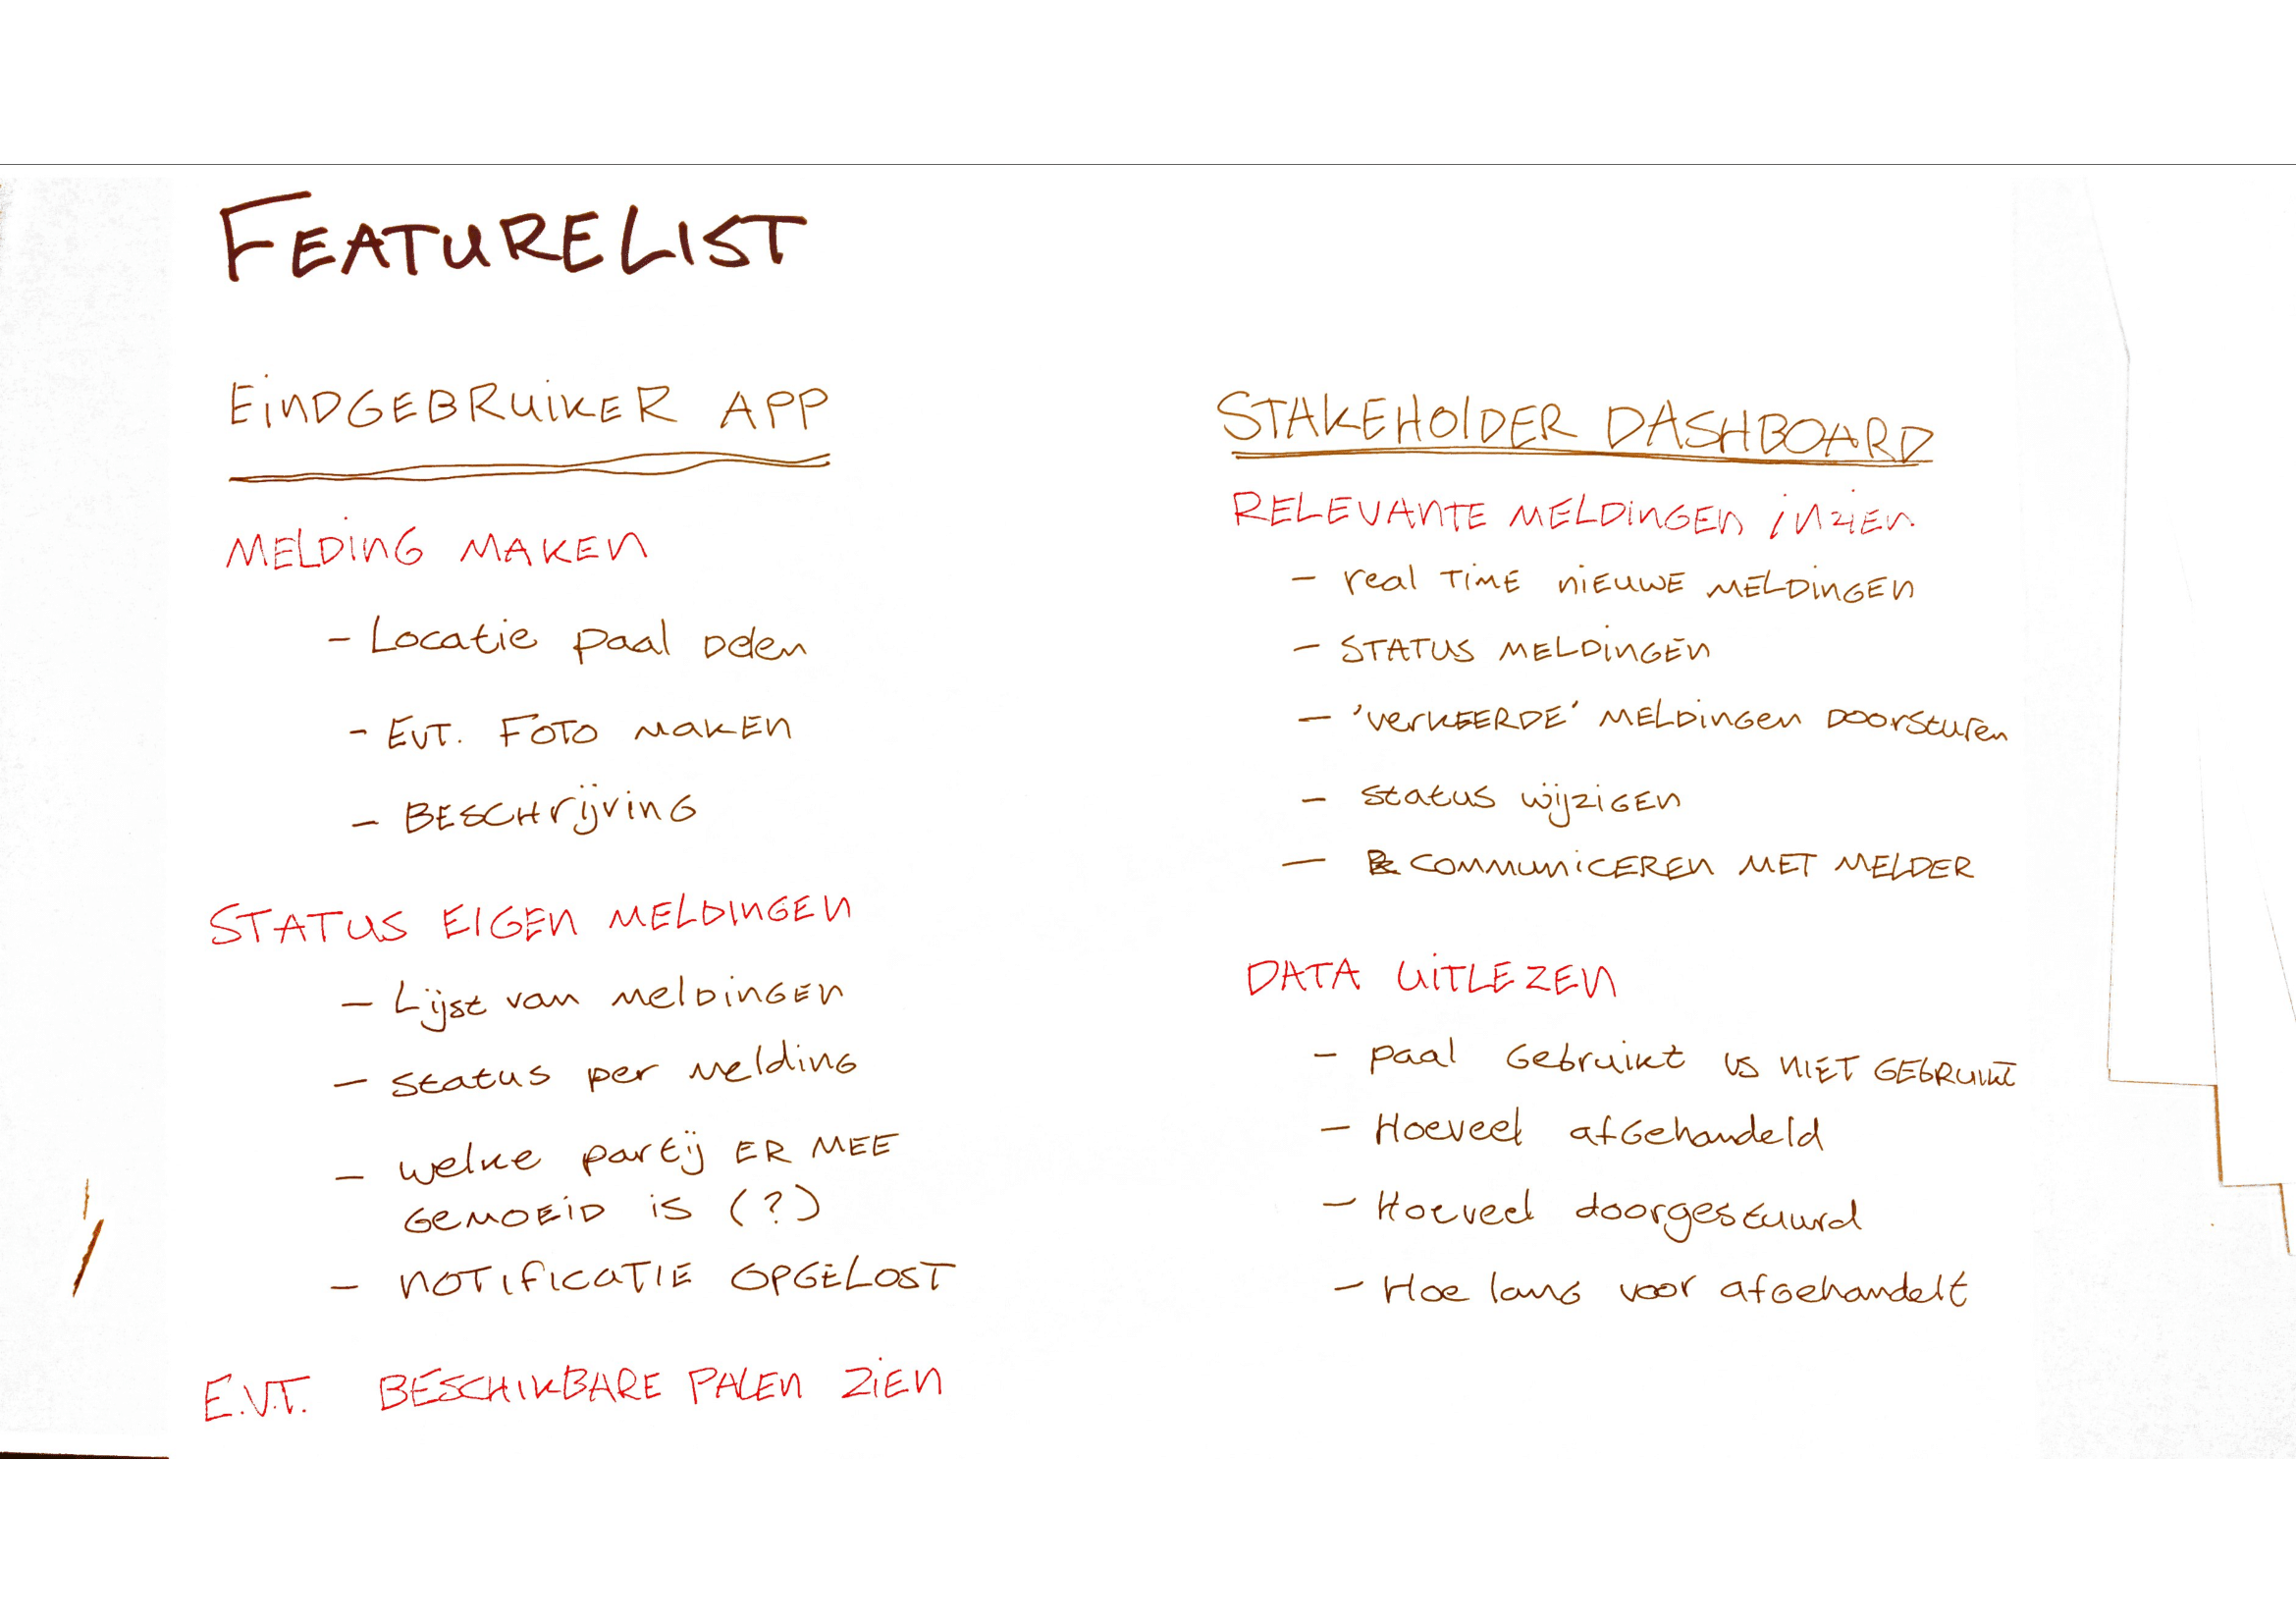 FEATURELIST
EINDGEBRUIKER APP
MELDING MAKEN
- Locatie paal Delen
- EVT. FOTO MAKEN
- BESCHrijving
STATUS EIGEN MELDINGEN
- Lijst van meldingen
- status per melding
- welke partij ER MEE
GEMOEID is (?)
- NOTIFICATIE OPGELOST
E.V.T. BESCHIKBARE PALEN ZIEN
STAKEHOLDER DASHBOARD
RELEVANTE MELDINGEN inzien
- real TIME NIEUWE MELDINGEN
- STATUS MELDINGEN
- 'verKEERDE' MELDINGEN Doorsturen
- status wijzigen
- COMMUNICEREN MET MELDER
DATA UITLEZEN
- paal Gebruikt vs NIET GEBRUIKT
- Hoeveel afgehandeld
- Hoeveel doorgestuurd
- Hoe lang voor afgehandelt